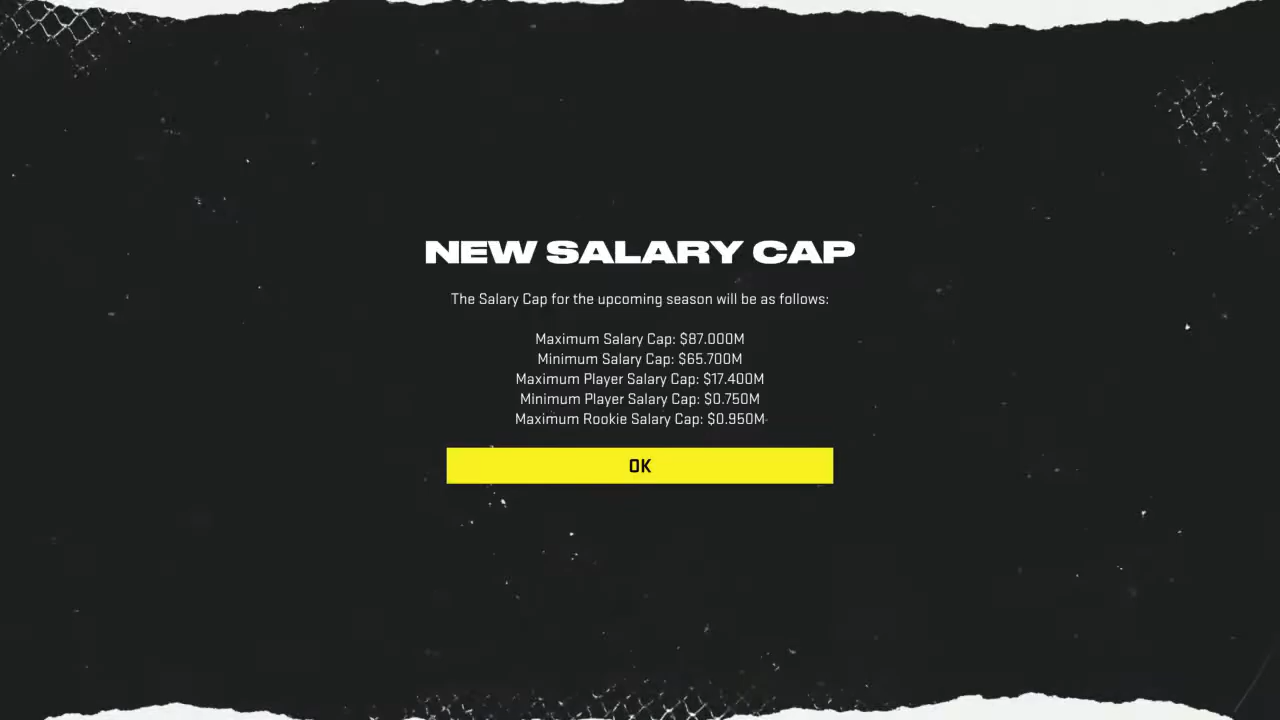 NEW SALARY CAP
The Salary Cap for the upcoming season will be as follows:
Maximum Salary Cap: $87.000M
Minimum Salary Cap: $65.700M
Maximum Player Salary Cap: $17.400M
Minimum Player Salary Cap: $0.750M
Maximum Rookie Salary Cap: $0.950M
OK